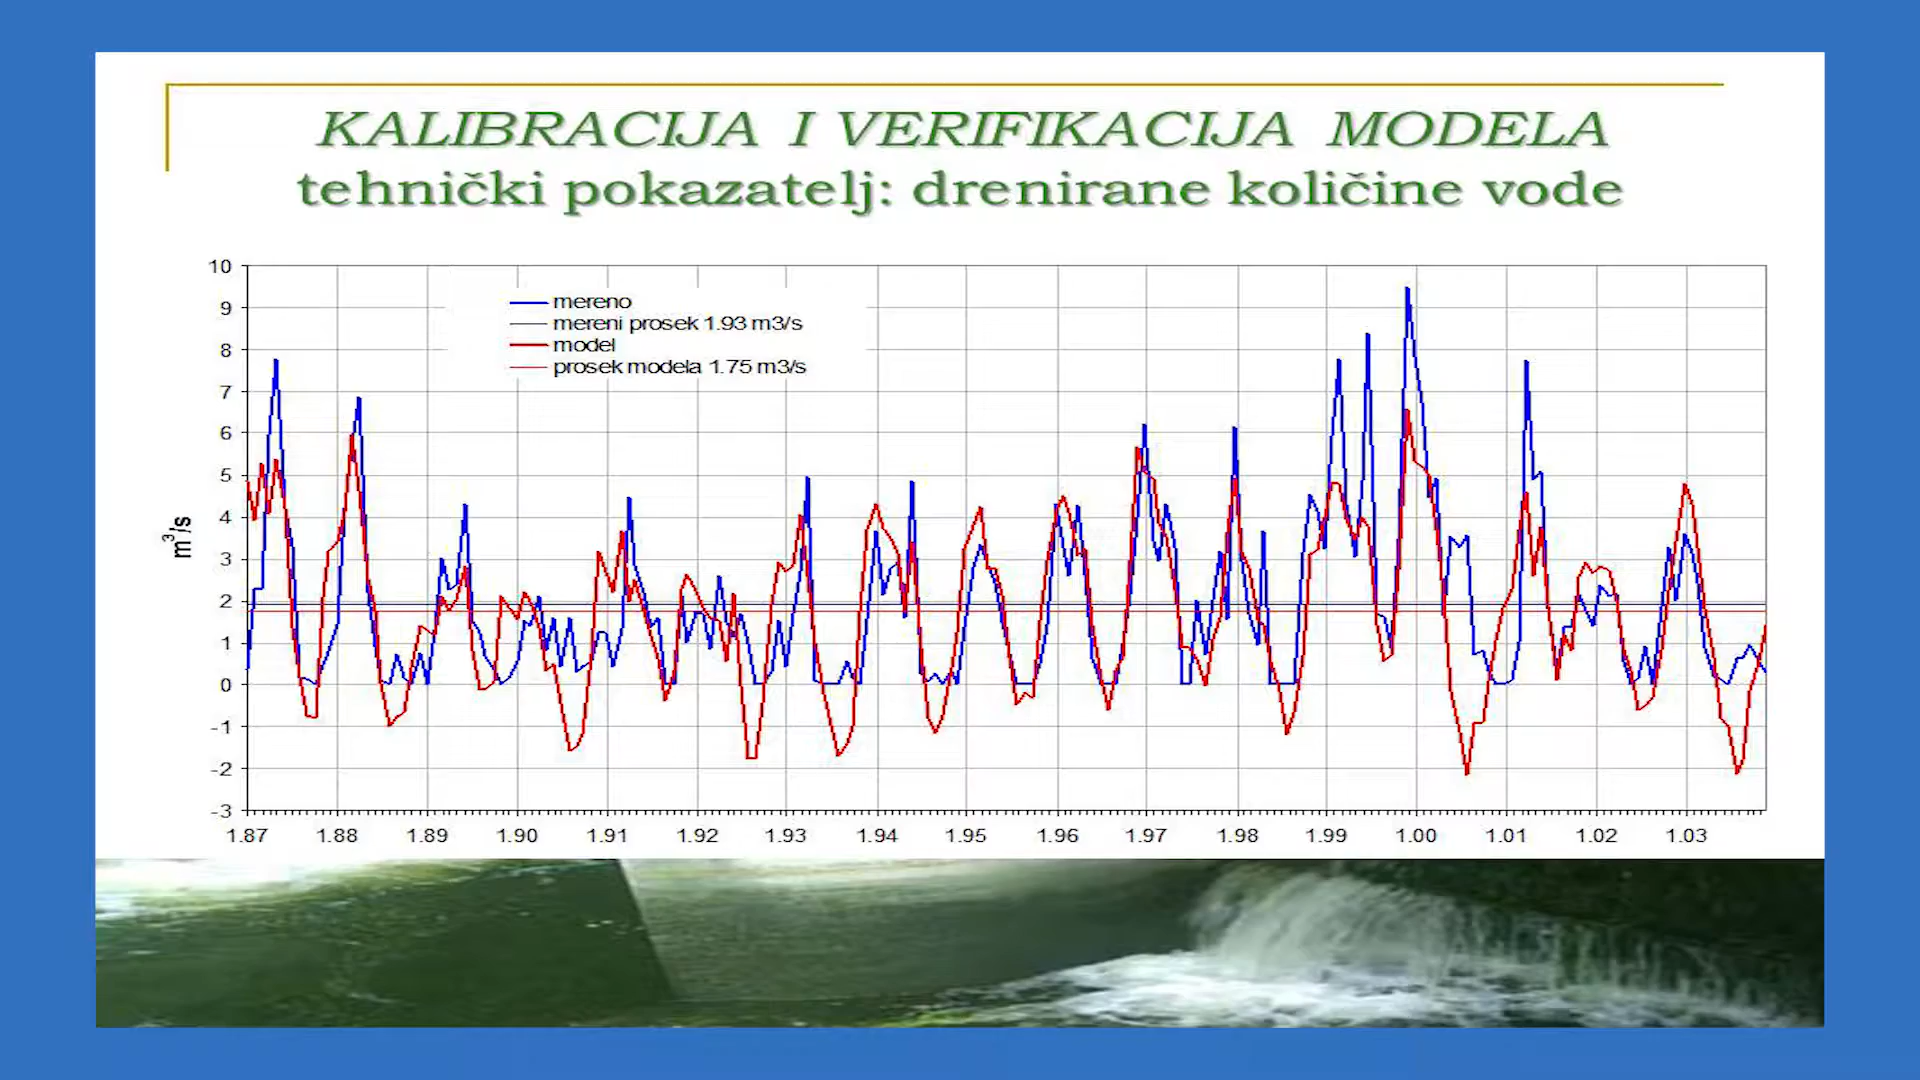 KALIBRACIJA I VERIFIKACIJA MODELA
tehnički pokazatelj: drenirane količine vode
10
9
8
7
6
5
4
3
2
1
0
-1
-2
-3
m³/s
mereno
mereni prosek 1.93 m3/s
model
prosek modela 1.75 m3/s
1.87 1.88 1.89 1.90 1.91 1.92 1.93 1.94 1.95 1.96 1.97 1.98 1.99 1.00 1.01 1.02 1.03